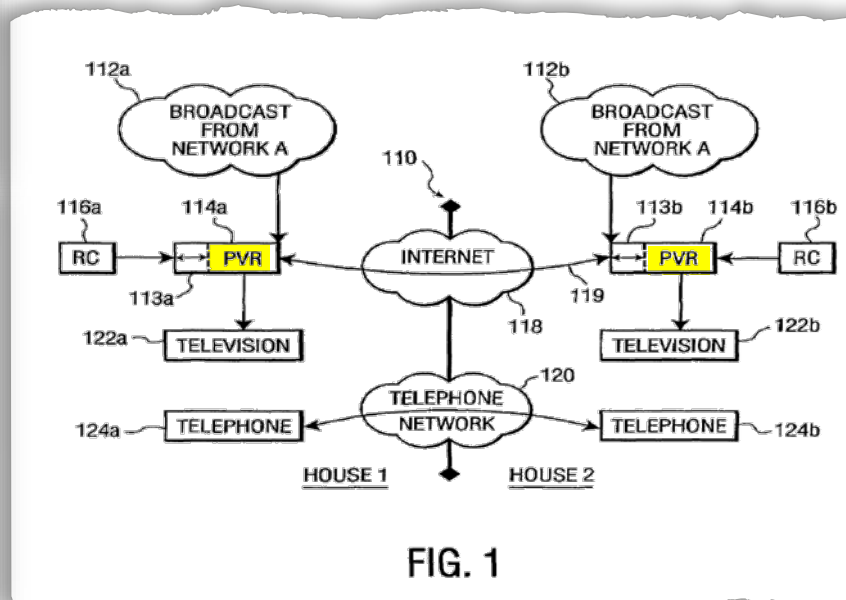 112a
112b
BROADCAST
FROM
NETWORK A
BROADCAST
FROM
NETWORK A
110
116a
114a
113b
114b
116b
RC
PVR
INTERNET
PVR
RC
113a
119
118
122a
TELEVISION
TELEVISION
122b
120
TELEPHONE
NETWORK
124a
TELEPHONE
TELEPHONE
124b
HOUSE 1
HOUSE 2
FIG. 1